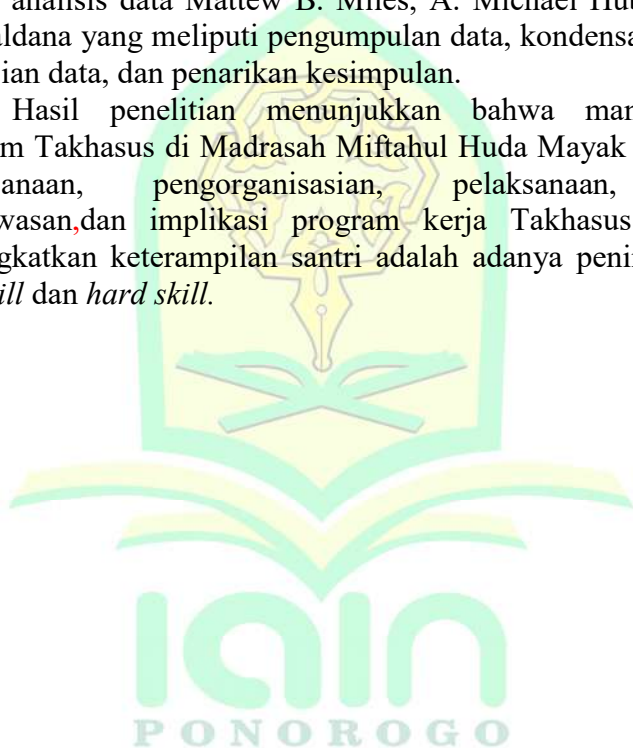 analisis data Mattew B. Miles, A. Michael Hu
aldana yang meliputi pengumpulan data, kondensa
ian data, dan penarikan kesimpulan.
Hasil penelitian menunjukkan bahwa man
m Takhasus di Madrasah Miftahul Huda Mayak
anaan, pengorganisasian, pelaksanaan,
wasan,dan implikasi program kerja Takhasus
gkatkan keterampilan santri adalah adanya peni
ill dan hard skill.
iain
PONOROGO